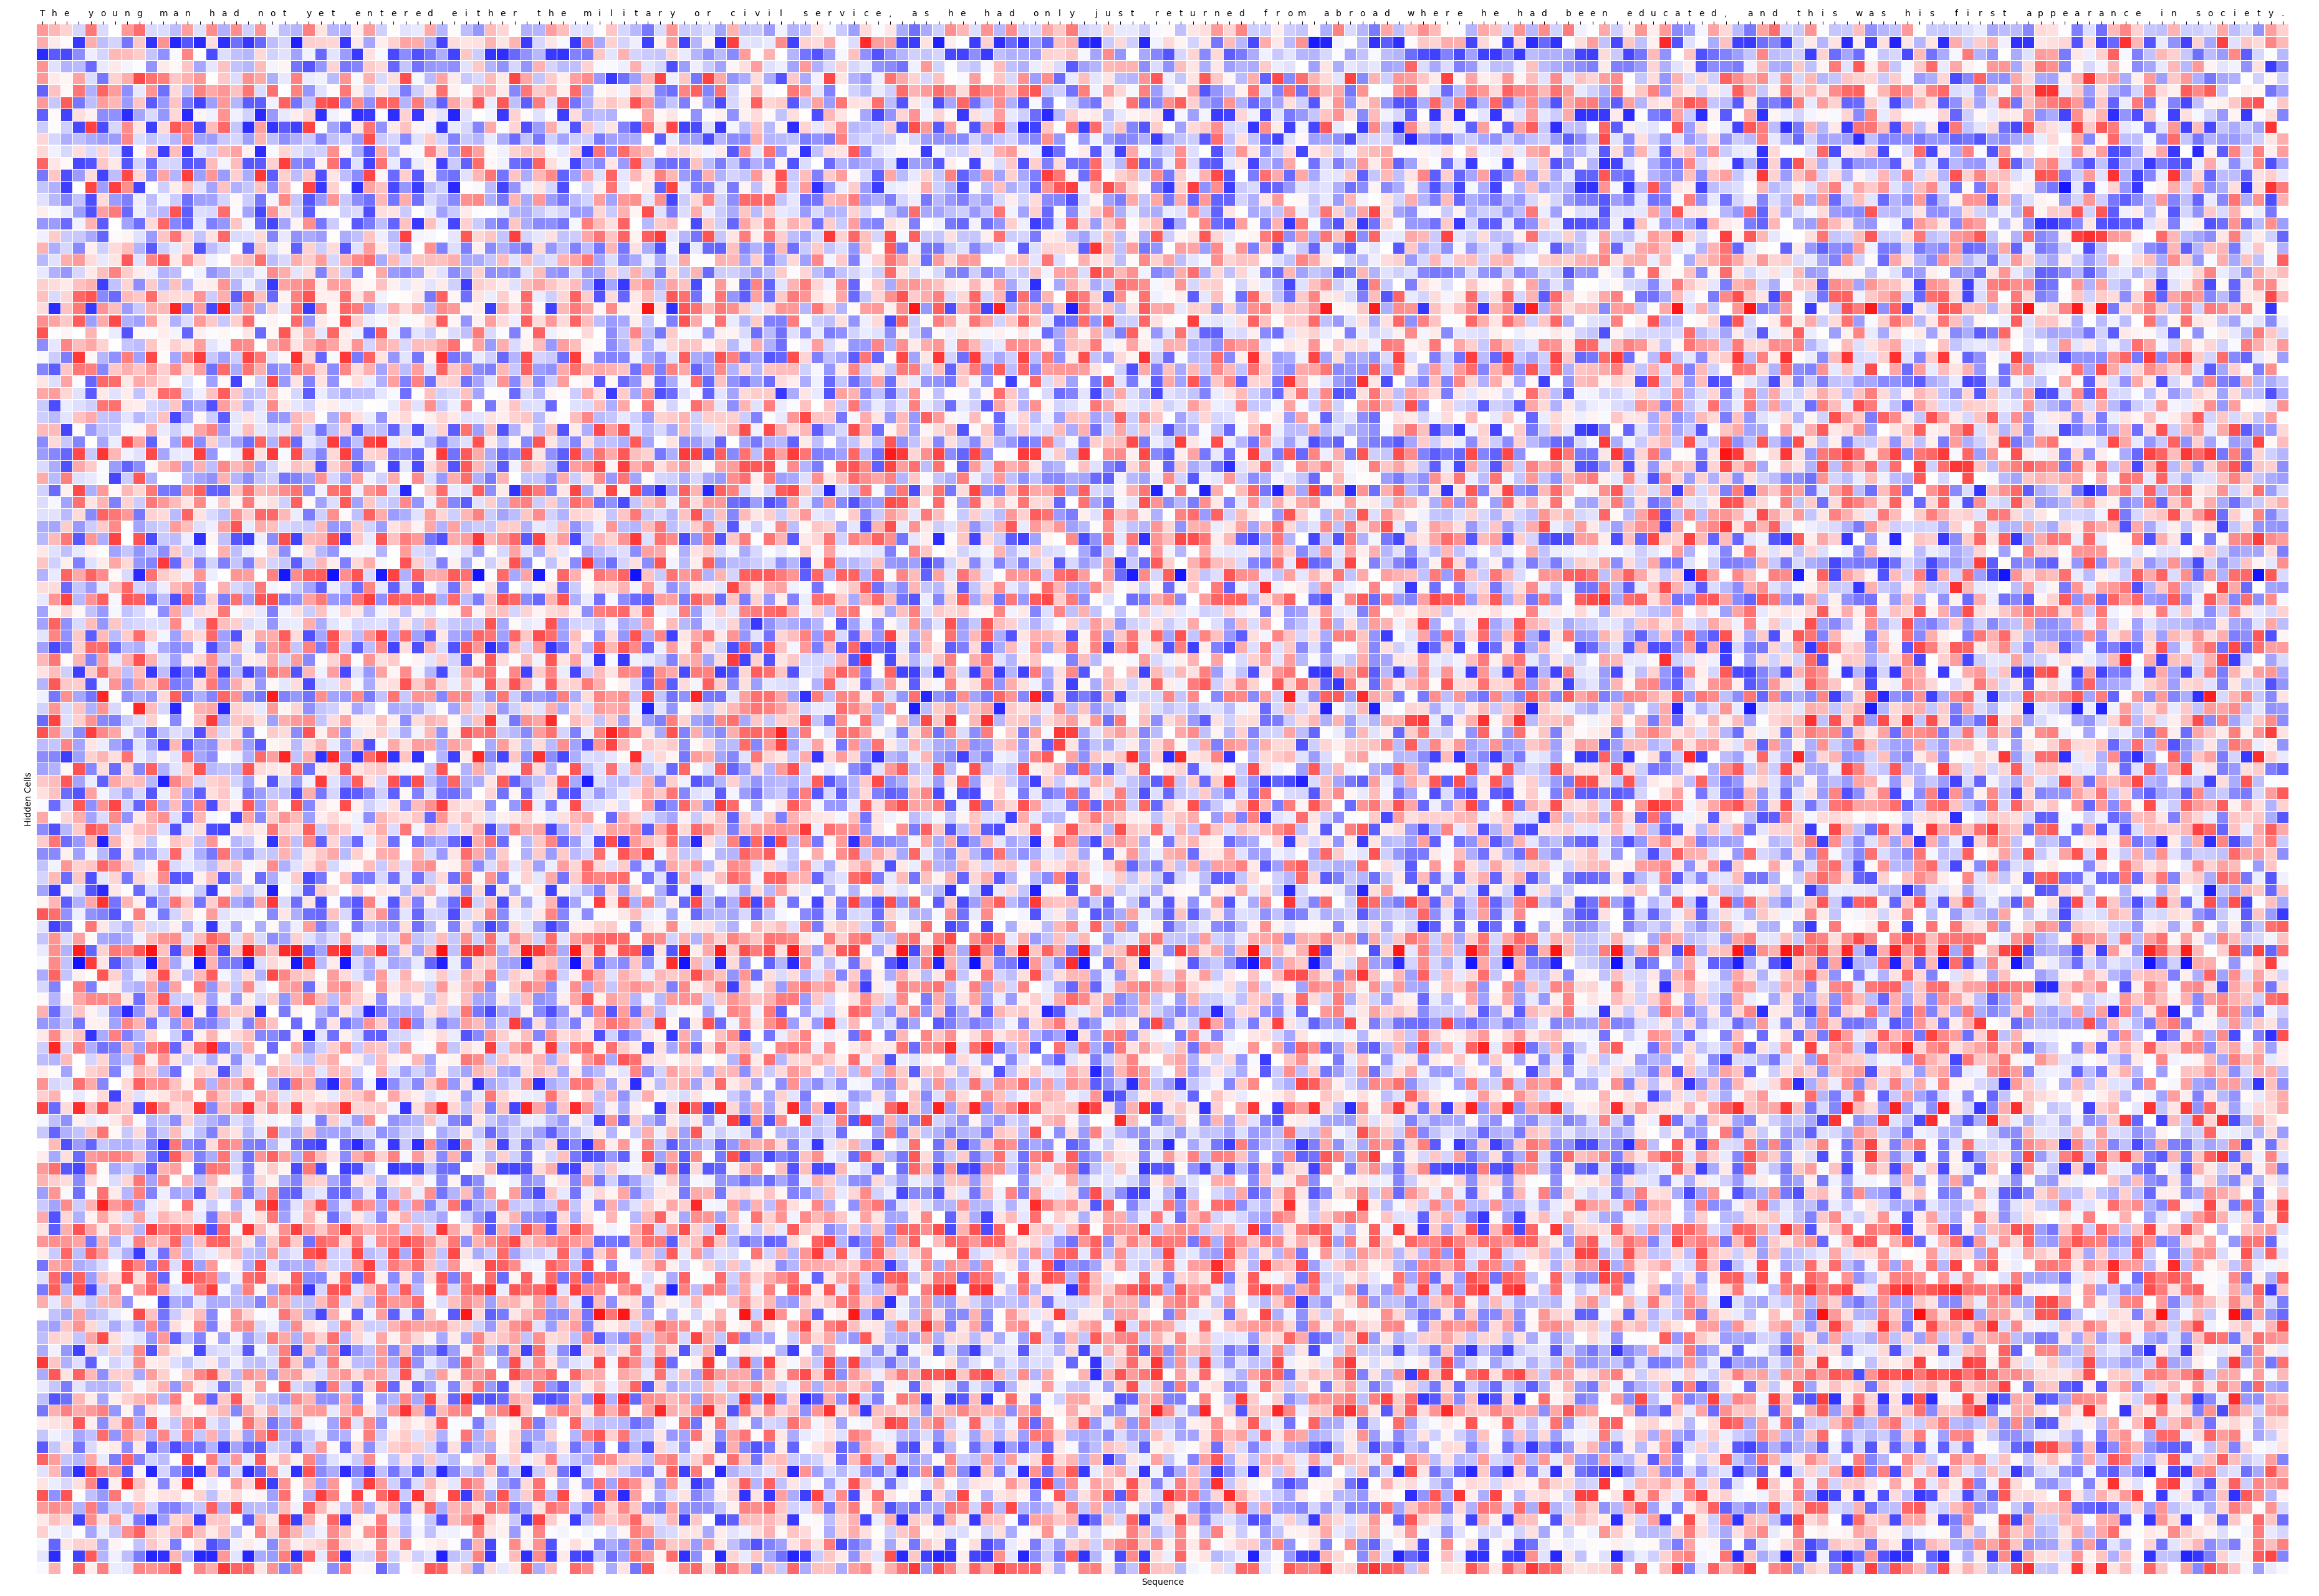 The young man had not yet entered either the military or civil service, as he had only just returned from abroad where he had been educated, and this was his first appearance in society.
Hidden Cells
Sequence